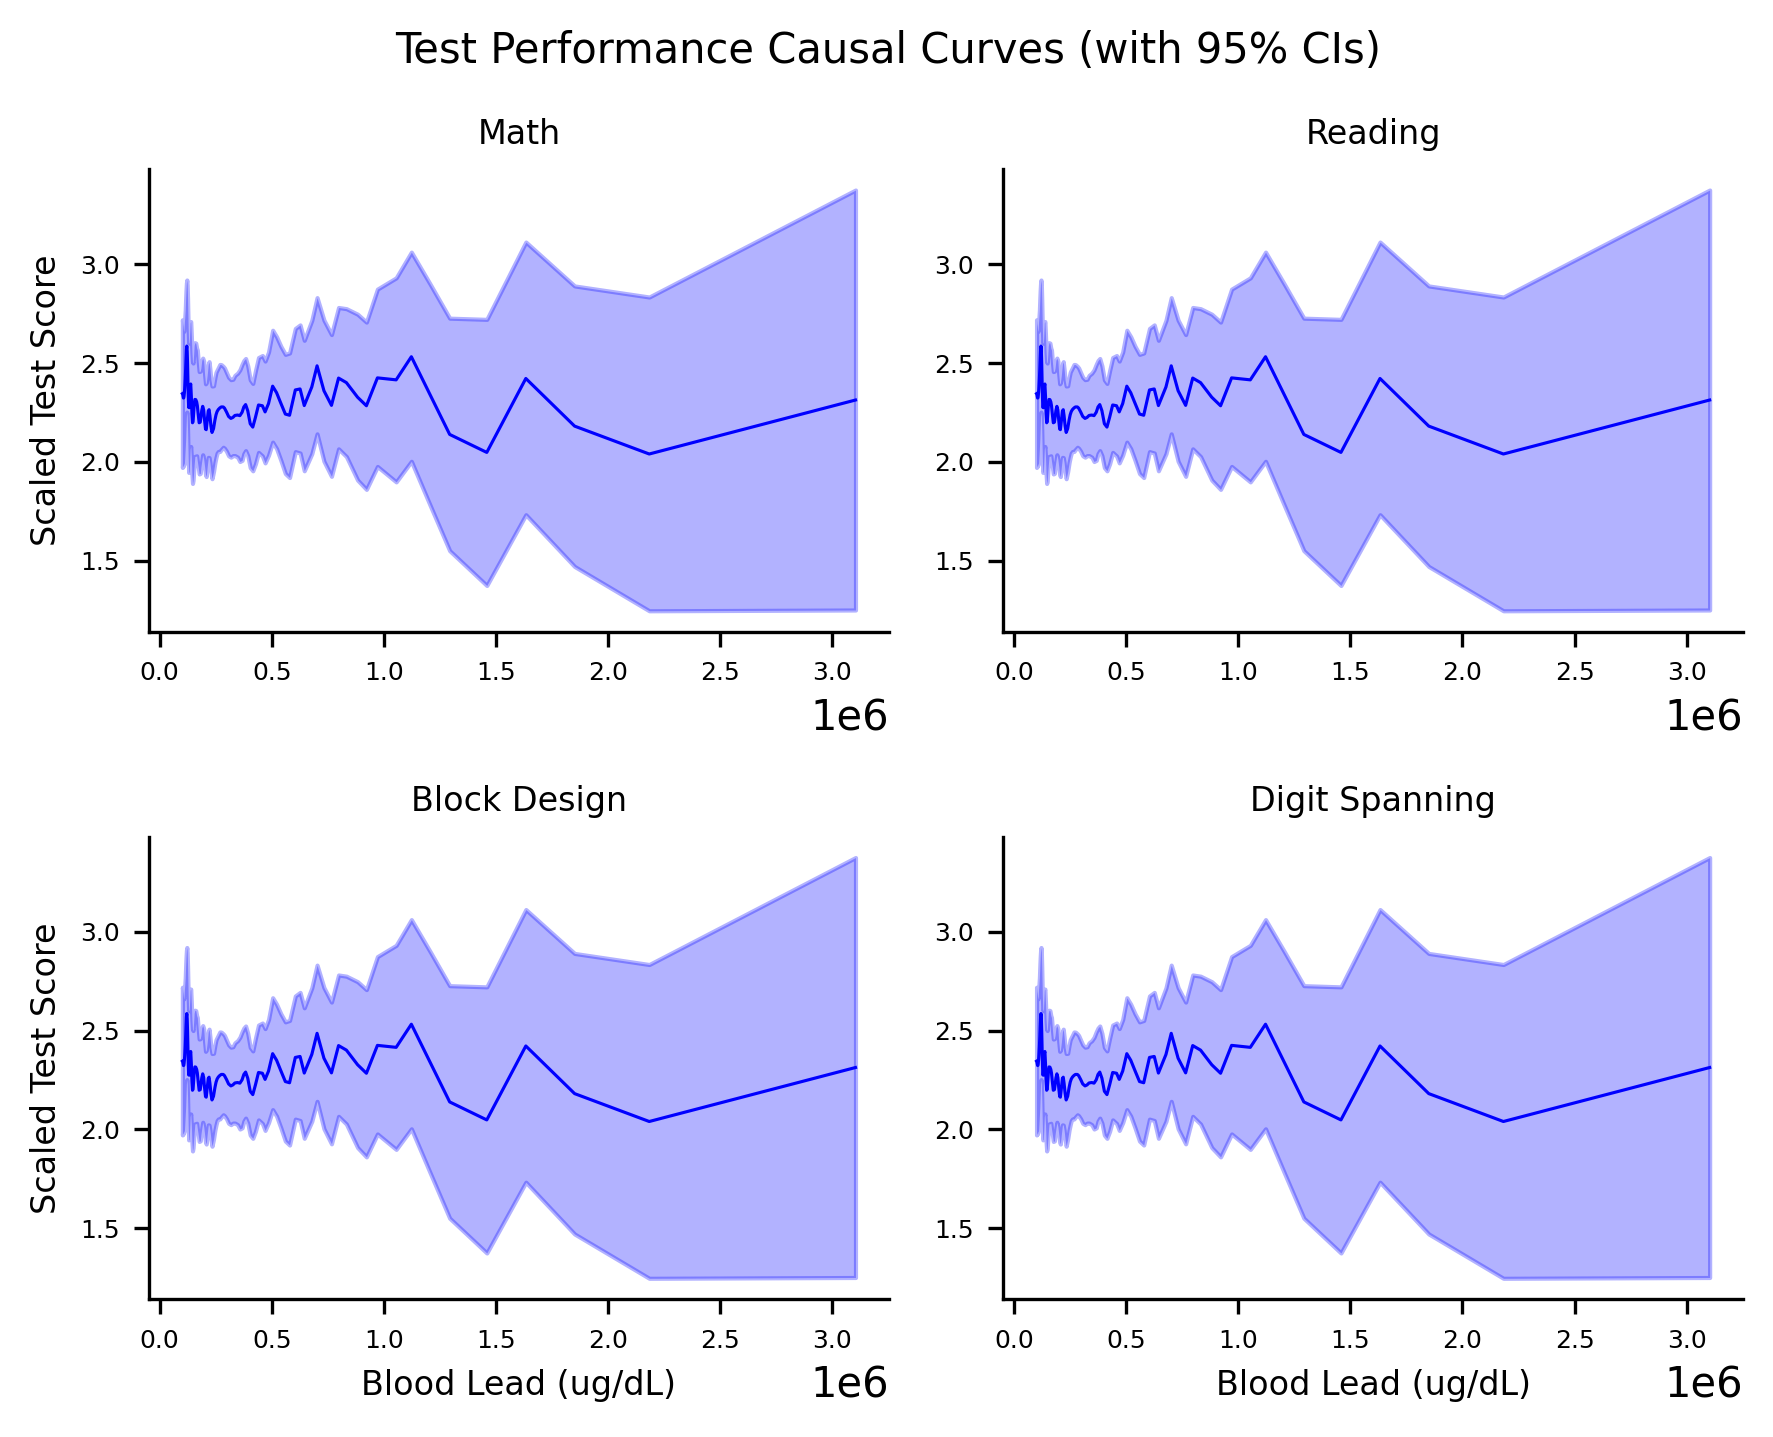 Test Performance Causal Curves (with 95% CIs)
Math
Scaled Test Score
3.0
2.5
2.0
1.5
0.0 0.5 1.0 1.5 2.0 2.5 3.0
1e6
Reading
3.0
2.5
2.0
1.5
0.0 0.5 1.0 1.5 2.0 2.5 3.0
1e6
Block Design
Scaled Test Score
3.0
2.5
2.0
1.5
0.0 0.5 1.0 1.5 2.0 2.5 3.0
Blood Lead (ug/dL)
1e6
Digit Spanning
3.0
2.5
2.0
1.5
0.0 0.5 1.0 1.5 2.0 2.5 3.0
Blood Lead (ug/dL)
1e6